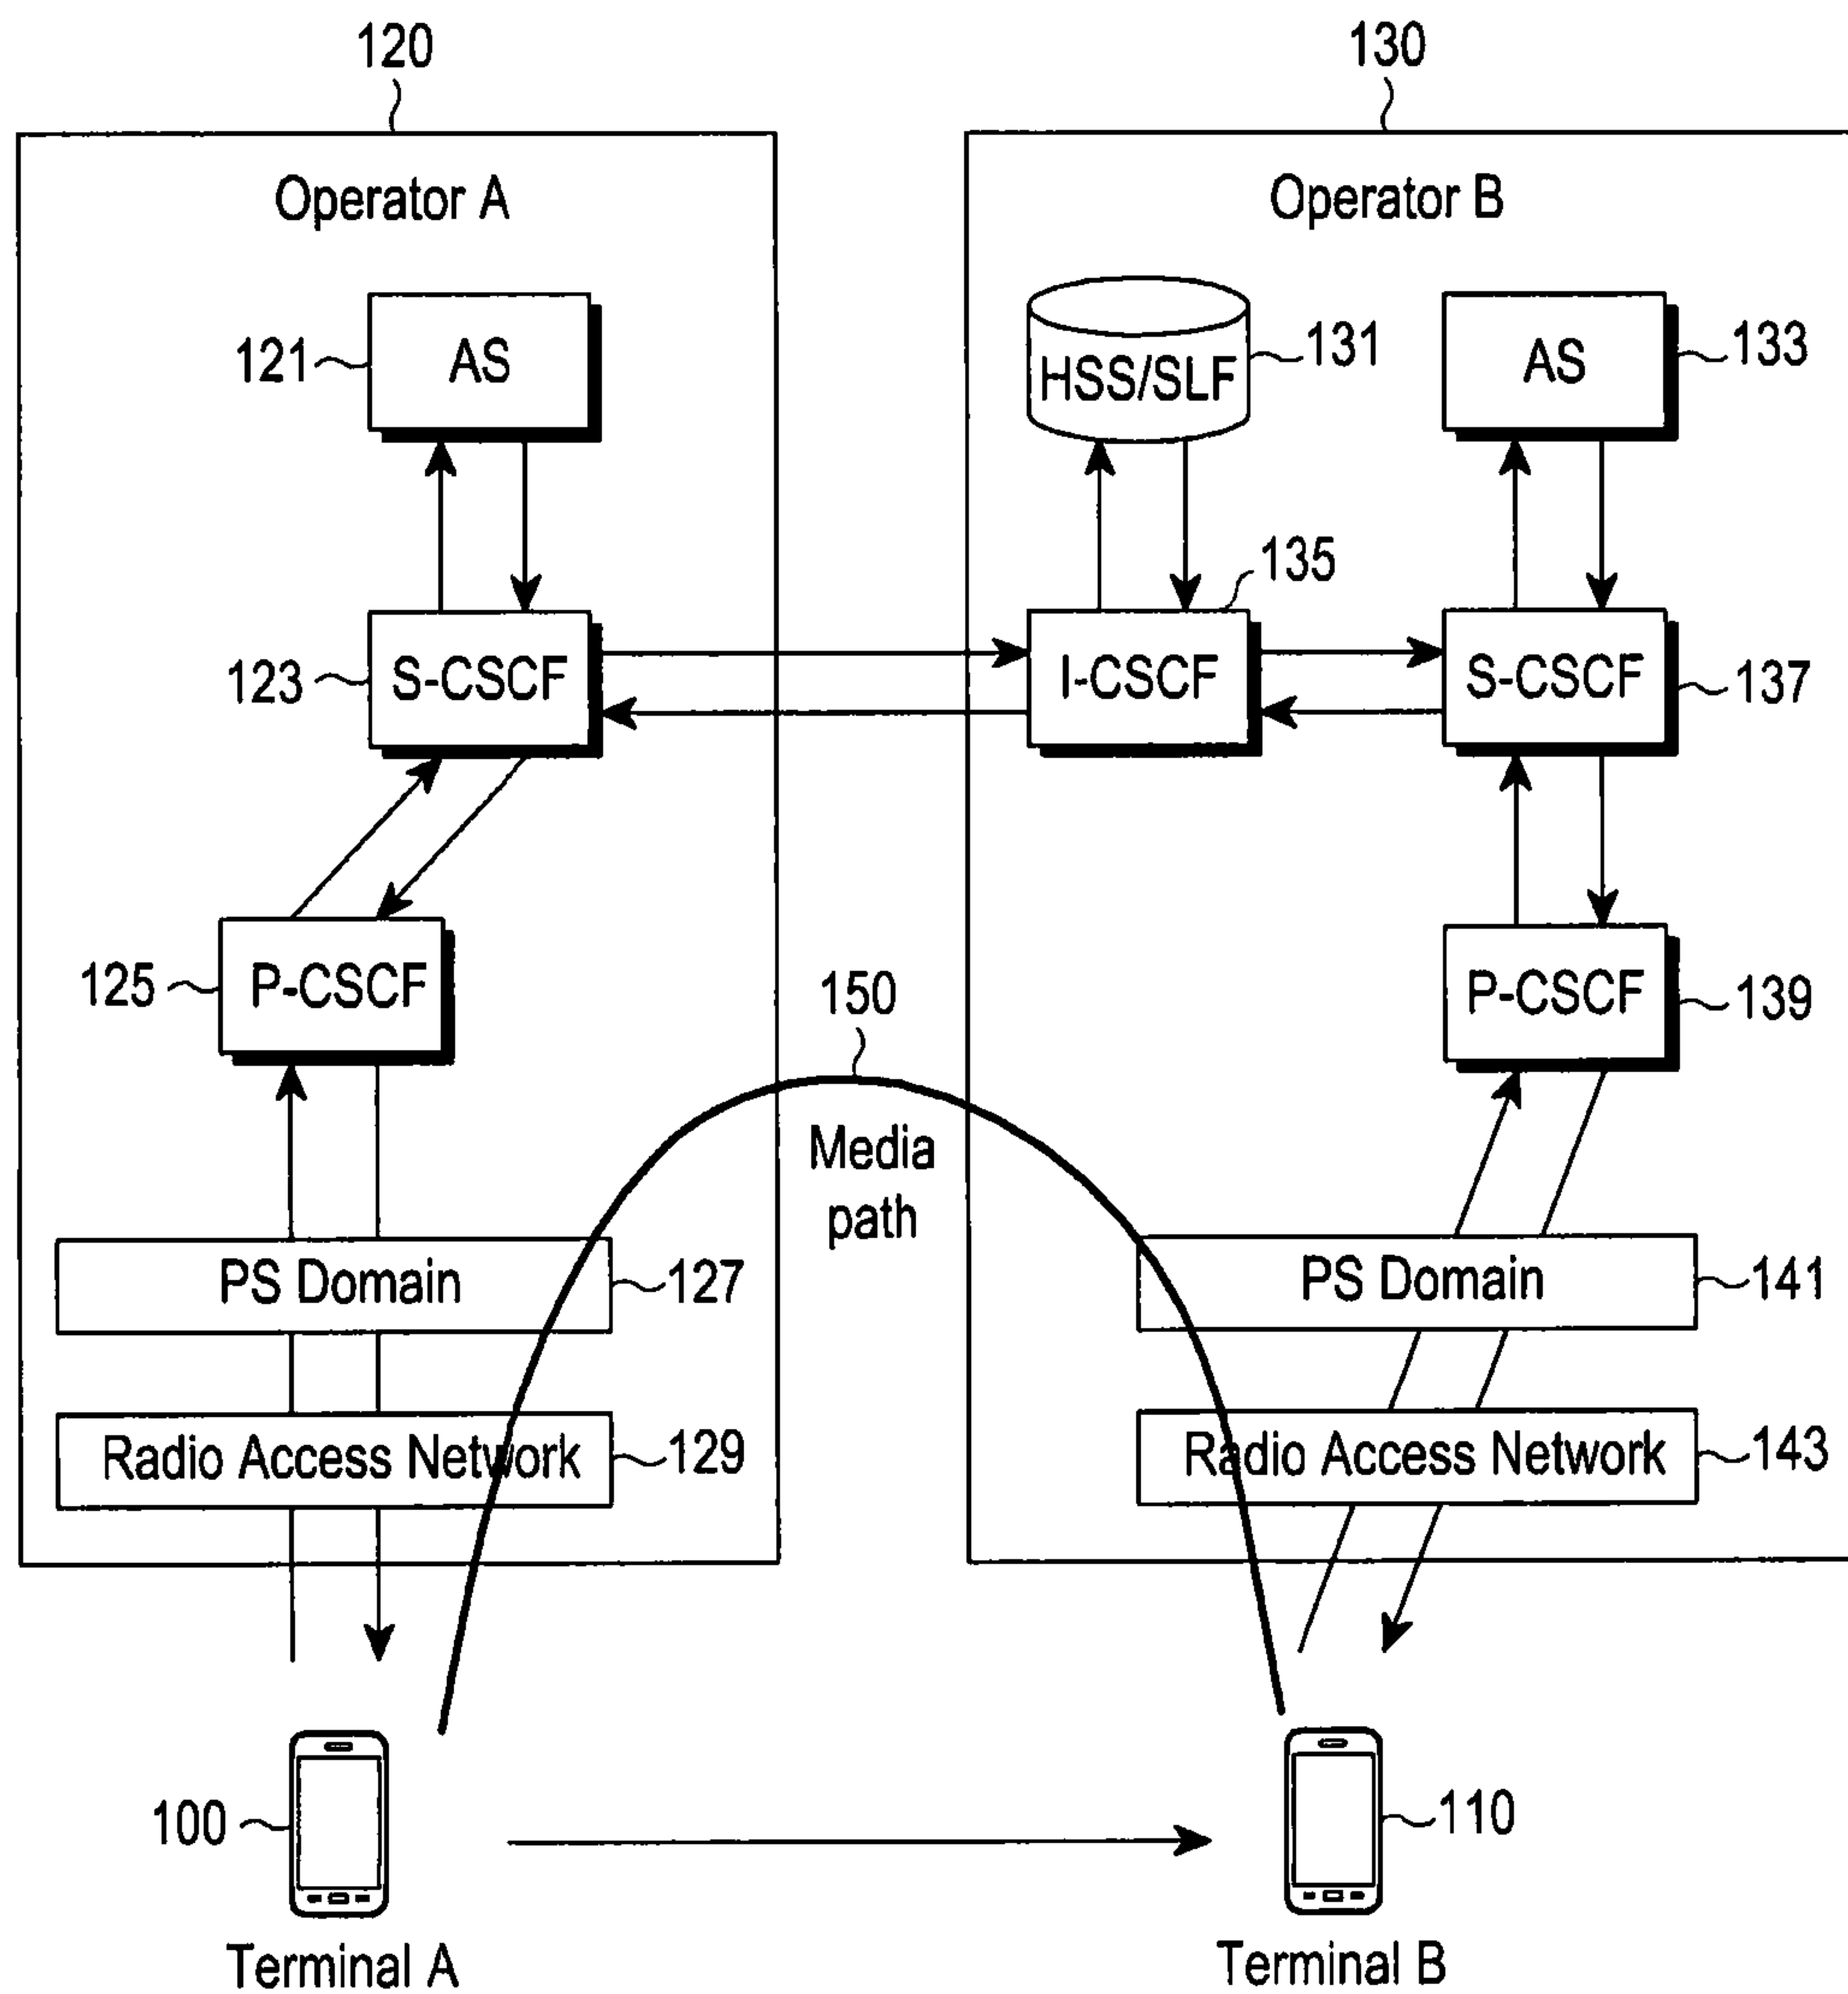 120
130
Operator A
Operator B
121
AS
HSS/SLF
131
AS
133
135
123
S-CSCF
I-CSCF
S-CSCF
137
125
P-CSCF
150
P-CSCF
139
Media
path
PS Domain
127
PS Domain
141
Radio Access Network
129
Radio Access Network
143
100
110
Terminal A
Terminal B